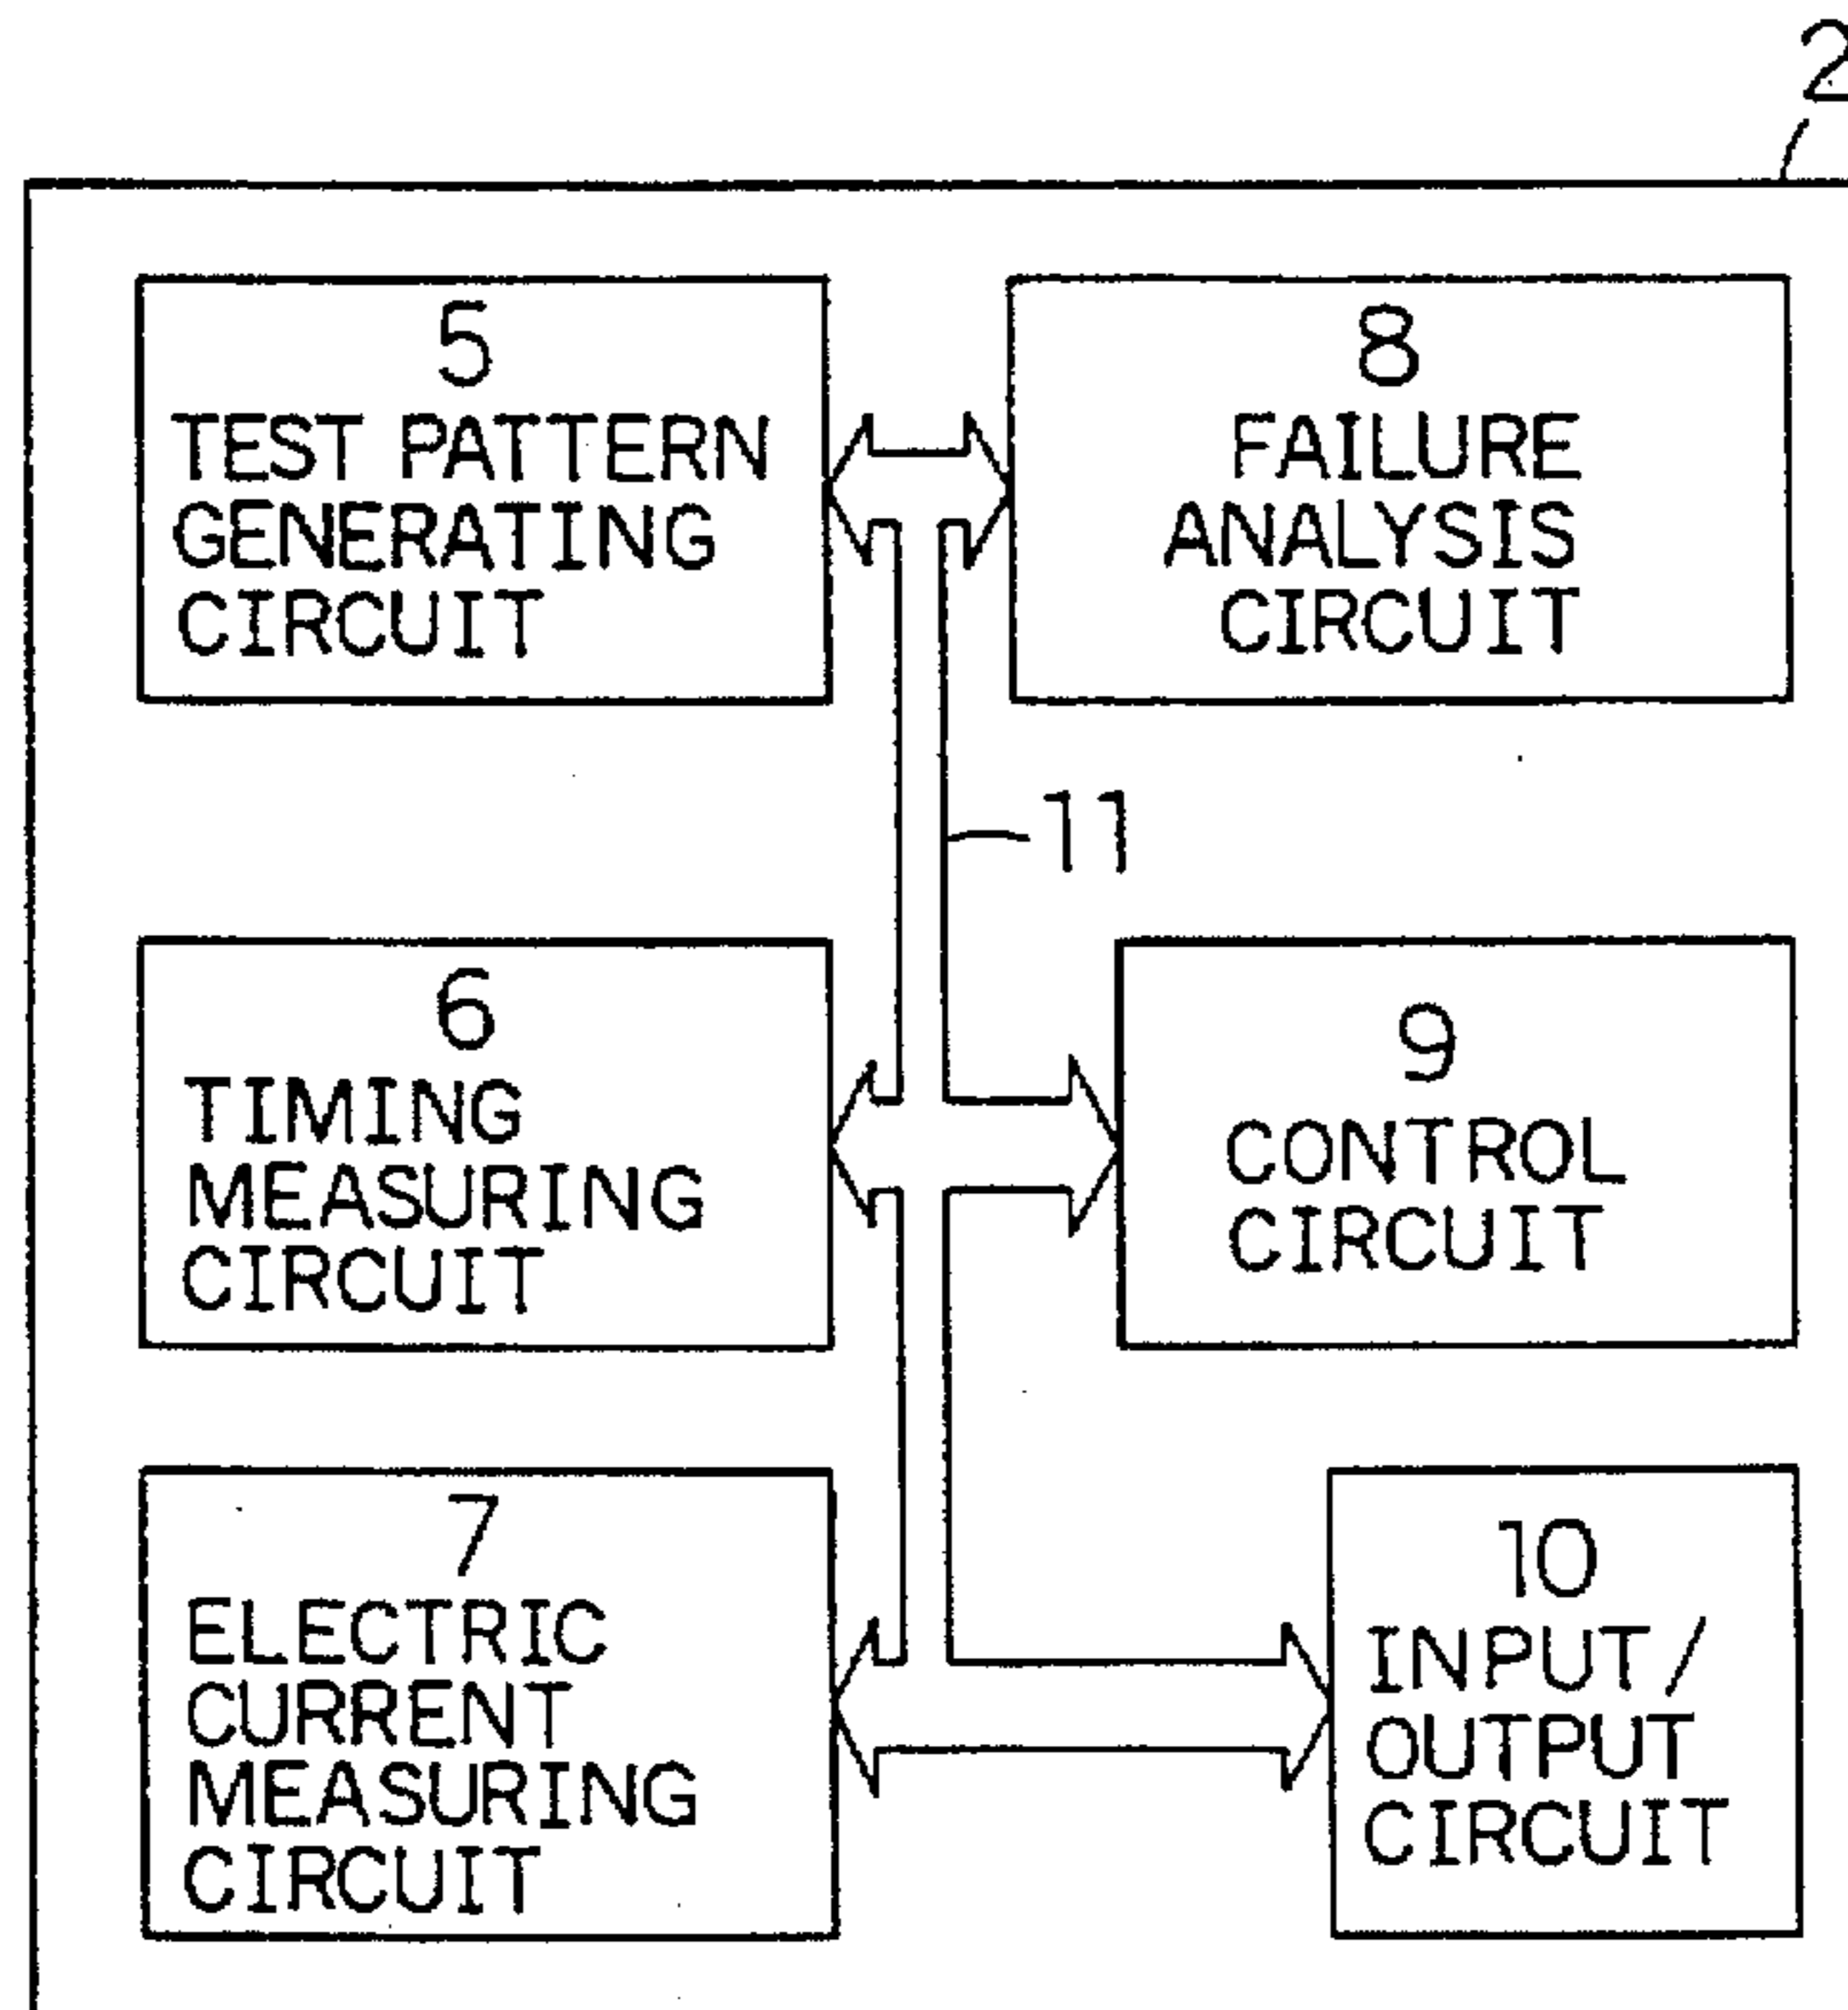 2
5
TEST PATTERN
GENERATING
CIRCUIT
8
FAILURE
ANALYSIS
CIRCUIT
11
6
TIMING
MEASURING
CIRCUIT
9
CONTROL
CIRCUIT
7
ELECTRIC
CURRENT
MEASURING
CIRCUIT
10
INPUT/
OUTPUT
CIRCUIT